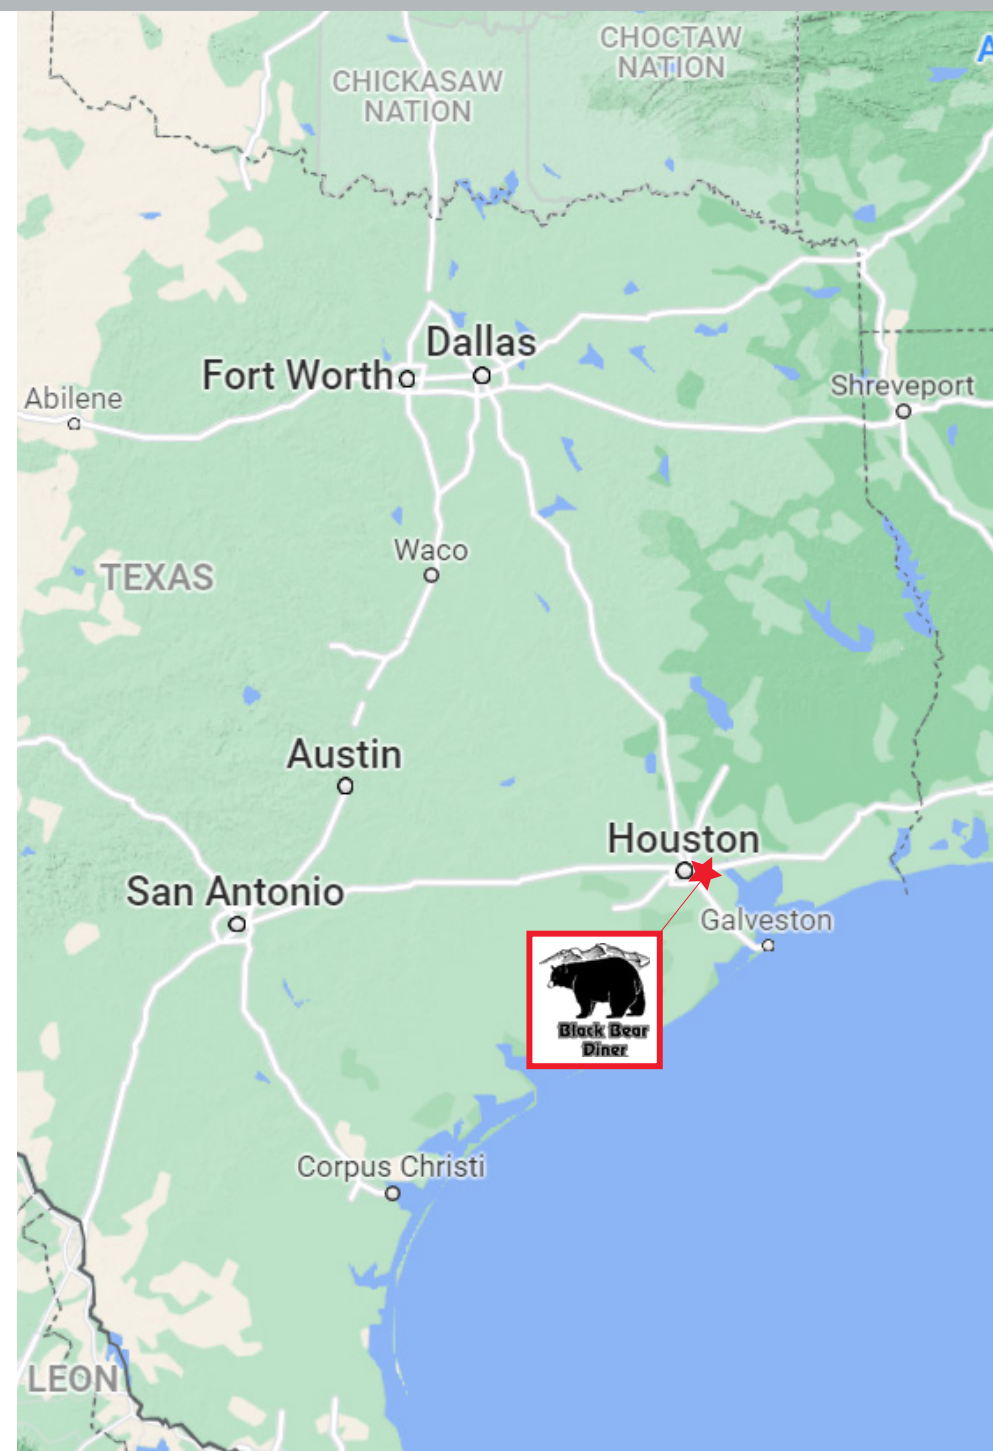 CHOCTAW
NATION
A
CHICKASAW
NATION
Dallas
Fort Worth
Abilene
Shreveport
Waco
TEXAS
Austin
Houston
San Antonio
Galveston
Black Bear
Diner
Corpus Christi
LEON